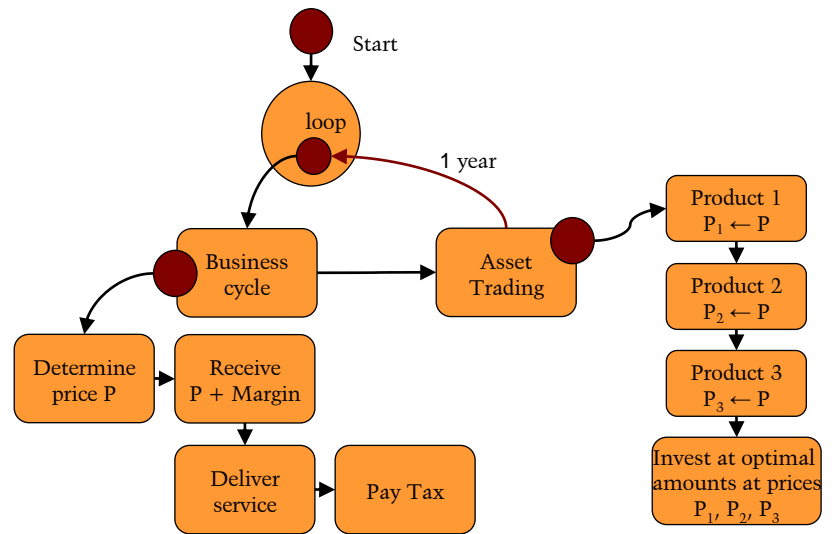 Start
loop
1 year
Business
cycle
Asset
Trading
Product 1
P₁ ← P
Product 2
P₂ ← P
Product 3
P₃ ← P
Invest at optimal
amounts at prices
P₁, P₂, P₃
Determine
price P
Receive
P + Margin
Deliver
service
Pay Tax